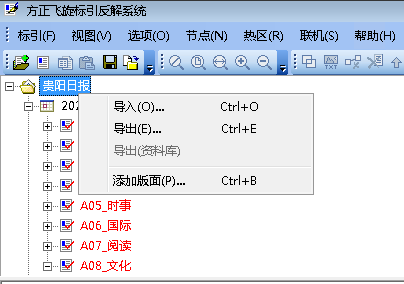 方正飞旋标引反解系统
标引(F) 视图(V) 选项(O) 节点(N) 热区(R) 联机(S) 帮助(H)
贵阳日报
202
导入(O)... Ctrl+O
导出(E)... Ctrl+E
导出(资料库)
添加版面(P)... Ctrl+B
A05_时事
A06_国际
A07_阅读
A08_文化